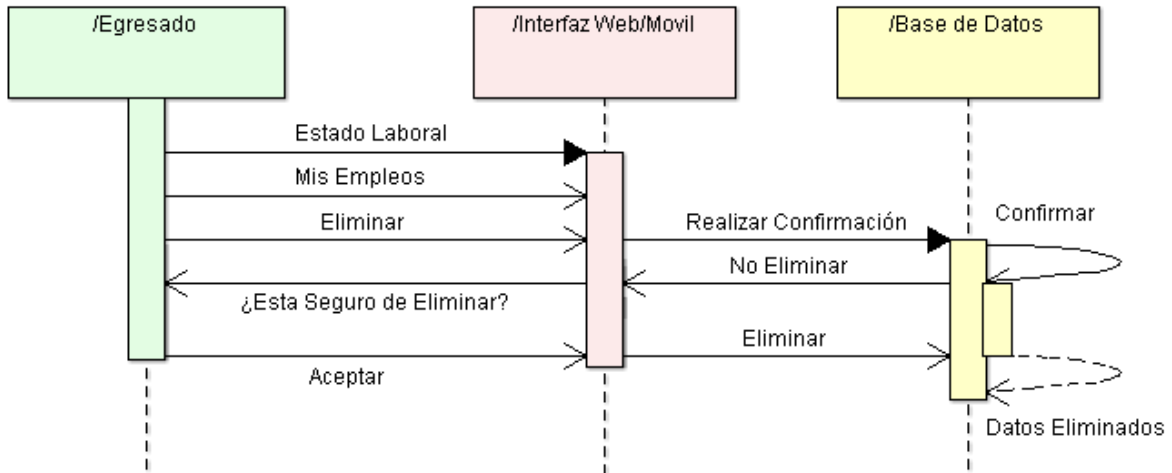 /Egresado
/Interfaz Web/Movil
/Base de Datos
Estado Laboral
Mis Empleos
Eliminar
Realizar Confirmación
Confirmar
No Eliminar
¿Esta Seguro de Eliminar?
Eliminar
Aceptar
Datos Eliminados